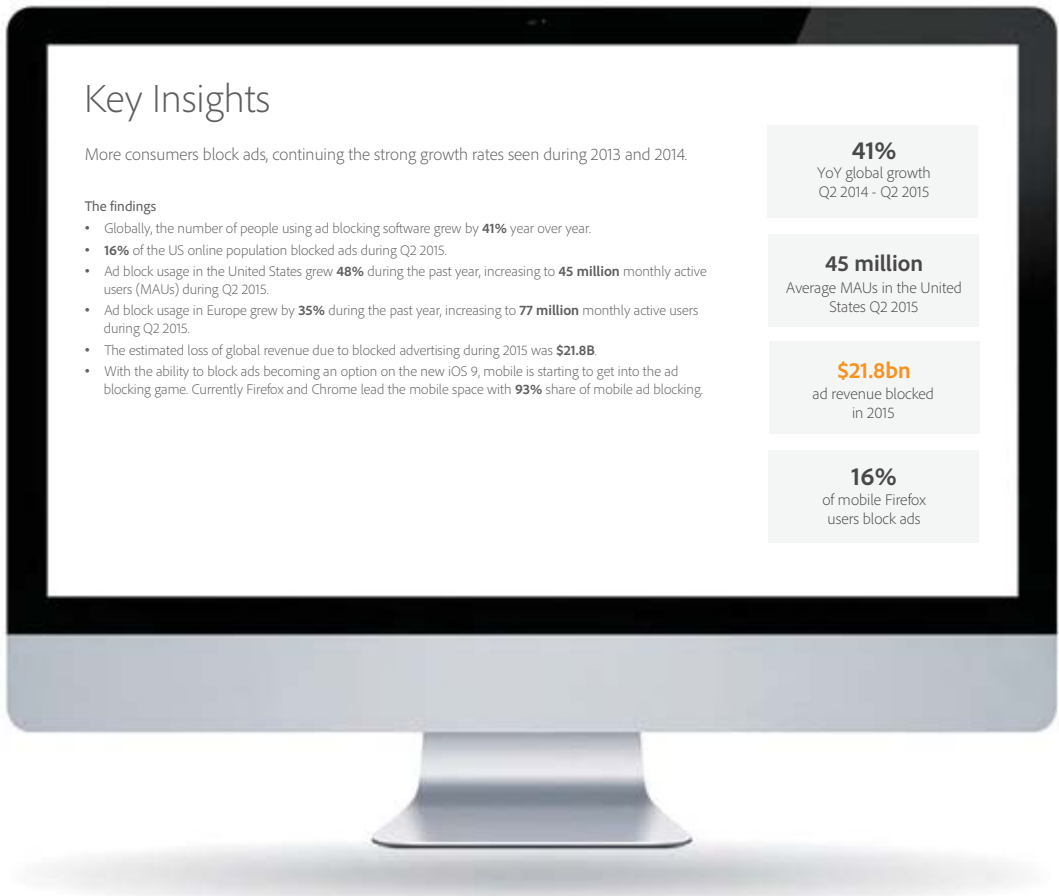 Key Insights
More consumers block ads, continuing the strong growth rates seen during 2013 and 2014.
The findings
• Globally, the number of people using ad blocking software grew by 41% year over year.
• 16% of the US online population blocked ads during Q2 2015.
• Ad block usage in the United States grew 48% during the past year, increasing to 45 million monthly active
users (MAUs) during Q2 2015.
• Ad block usage in Europe grew by 35% during the past year, increasing to 77 million monthly active users
during Q2 2015.
• The estimated loss of global revenue due to blocked advertising during 2015 was $21.8B.
• With the ability to block ads becoming an option on the new iOS 9, mobile is starting to get into the ad
blocking game. Currently Firefox and Chrome lead the mobile space with 93% share of mobile ad blocking.
41%
YoY global growth
Q2 2014 - Q2 2015
45 million
Average MAUs in the United
States Q2 2015
$21.8bn
ad revenue blocked
in 2015
16%
of mobile Firefox
users block ads